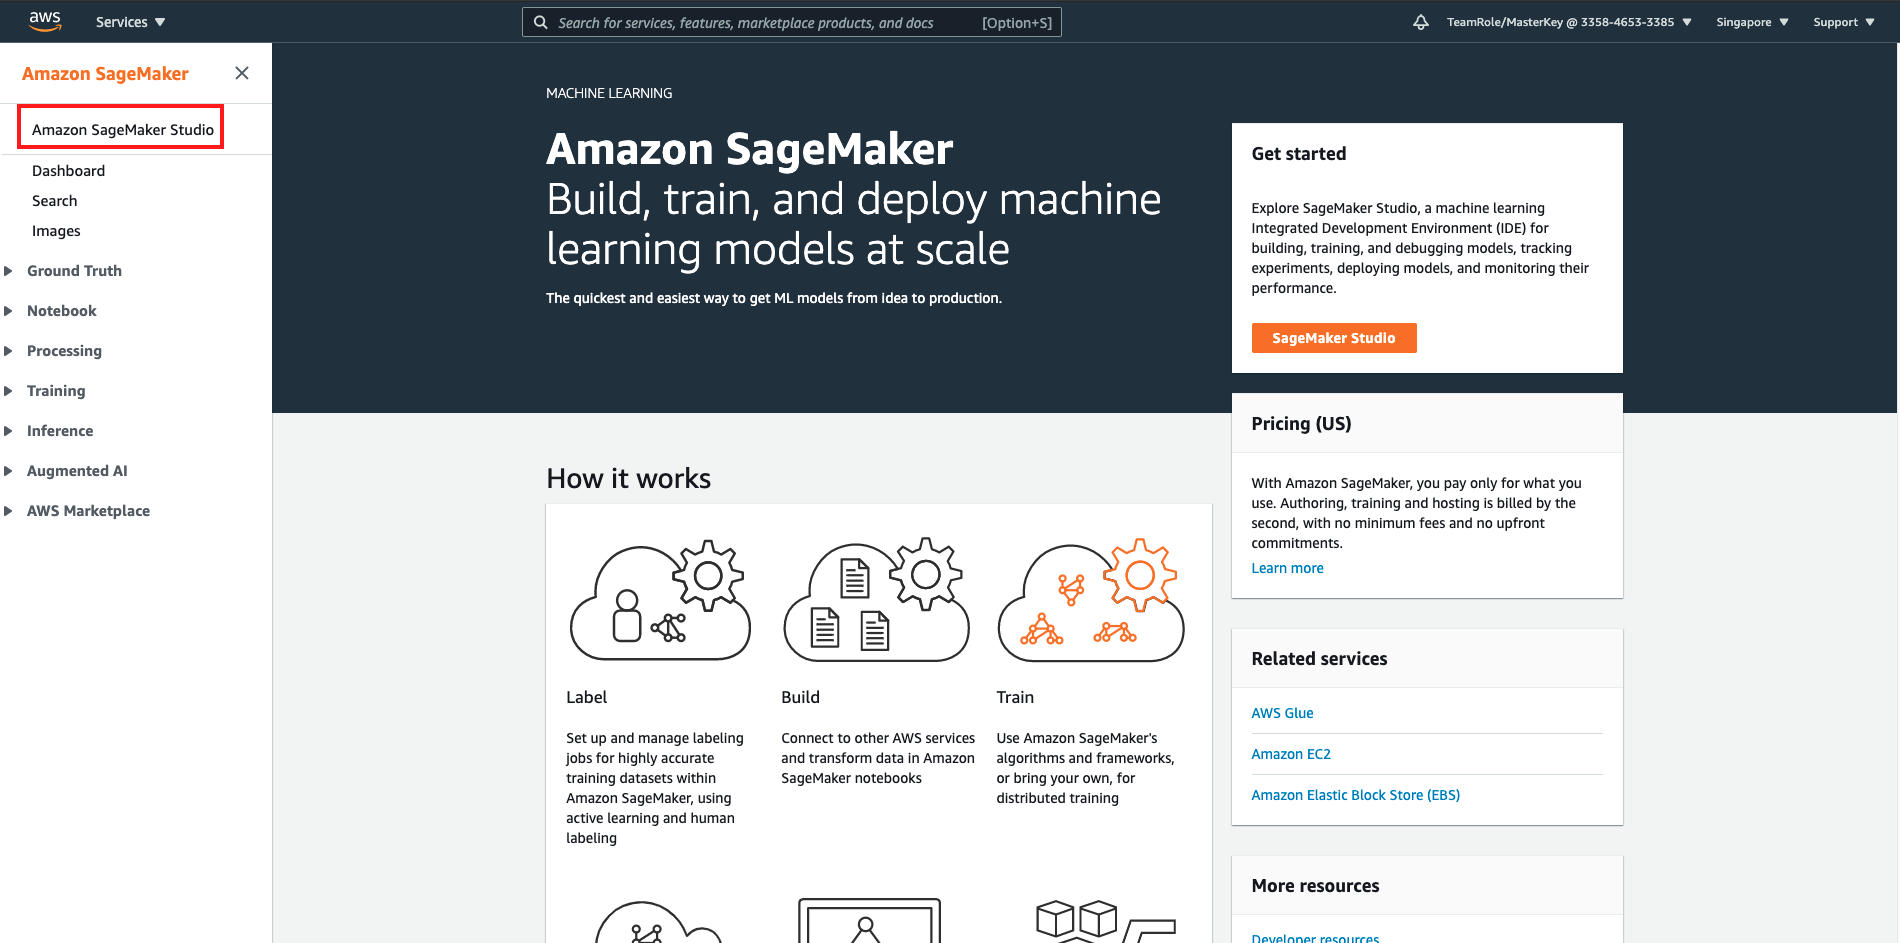 aws
Services
Search for services, features, marketplace products, and docs
[Option+S]
TeamRole/MasterKey @ 3358-4653-3385
Singapore
Support
Amazon SageMaker
Amazon SageMaker Studio
Dashboard
Search
Images
Ground Truth
Notebook
Processing
Training
Inference
Augmented AI
AWS Marketplace
MACHINE LEARNING
Amazon SageMaker
Build, train, and deploy machine
learning models at scale
The quickest and easiest way to get ML models from idea to production.
Get started
Explore SageMaker Studio, a machine learning
Integrated Development Environment (IDE) for
building, training, and debugging models, tracking
experiments, deploying models, and monitoring their
performance.
SageMaker Studio
Pricing (US)
With Amazon SageMaker, you pay only for what you
use. Authoring, training and hosting is billed by the
second, with no minimum fees and no upfront
commitments.
Learn more
How it works
Label
Set up and manage labeling
jobs for highly accurate
training datasets within
Amazon SageMaker, using
active learning and human
labeling
Build
Connect to other AWS services
and transform data in Amazon
SageMaker notebooks
Train
Use Amazon SageMaker's
algorithms and frameworks,
or bring your own, for
distributed training
Related services
AWS Glue
Amazon EC2
Amazon Elastic Block Store (EBS)
More resources
Developer resources